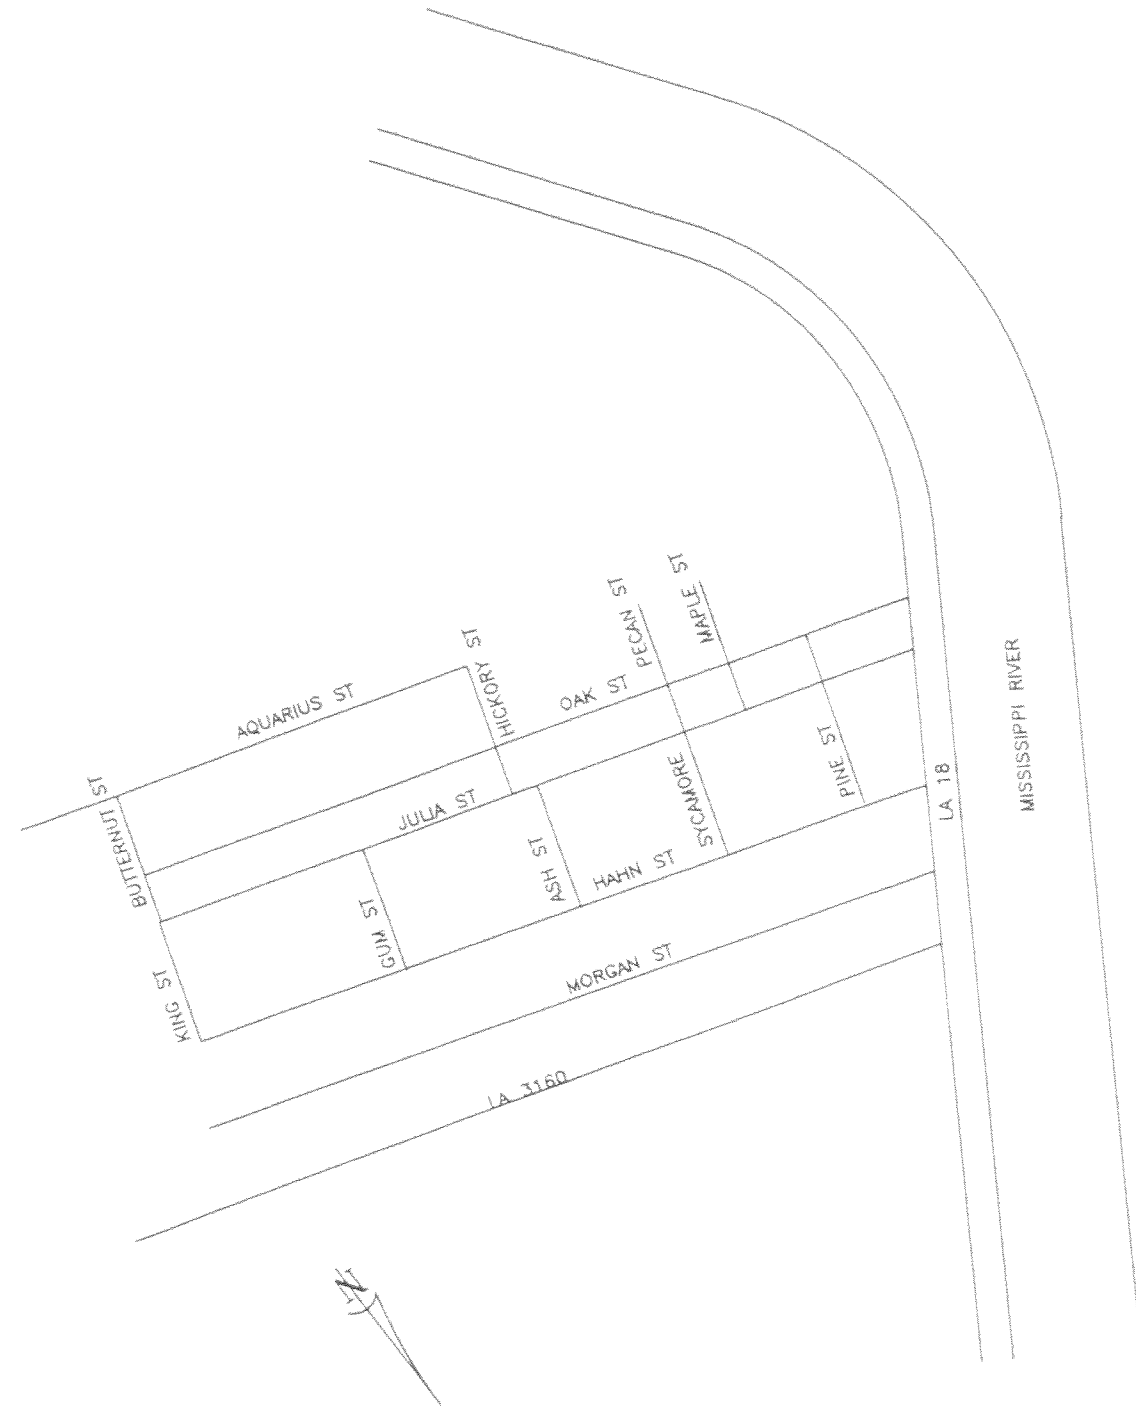 PECAN ST
MAPLE ST
HICKORY ST
OAK ST
AQUARIUS ST
MISSISSIPPI RIVER
BUTTERNUT ST
JULIA ST
SYCAMORE
PINE ST
LA 18
ASH ST
HAHN ST
GUM ST
KING ST
MORGAN ST
LA 3160
N